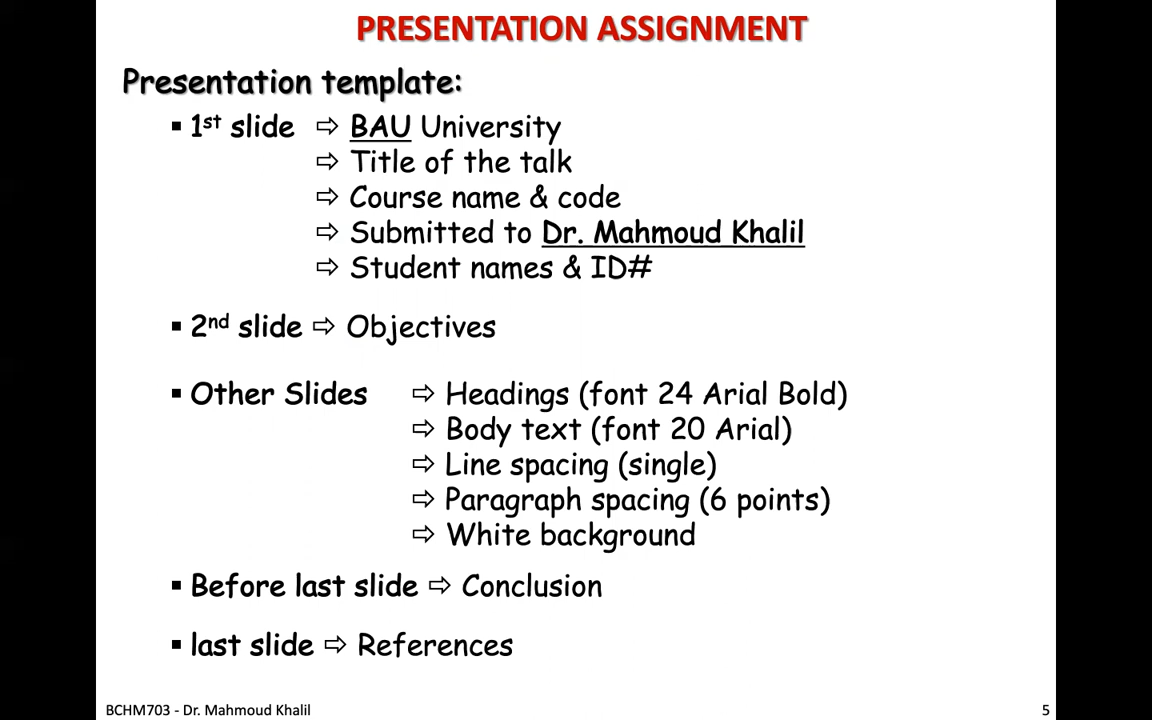 PRESENTATION ASSIGNMENT
Presentation template:
▪ 1st slide ⇨ BAU University
⇨ Title of the talk
⇨ Course name & code
⇨ Submitted to Dr. Mahmoud Khalil
⇨ Student names & ID#
▪ 2nd slide ⇨ Objectives
▪ Other Slides ⇨ Headings (font 24 Arial Bold)
⇨ Body text (font 20 Arial)
⇨ Line spacing (single)
⇨ Paragraph spacing (6 points)
⇨ White background
▪ Before last slide ⇨ Conclusion
▪ last slide ⇨ References
BCHM703 - Dr. Mahmoud Khalil 5